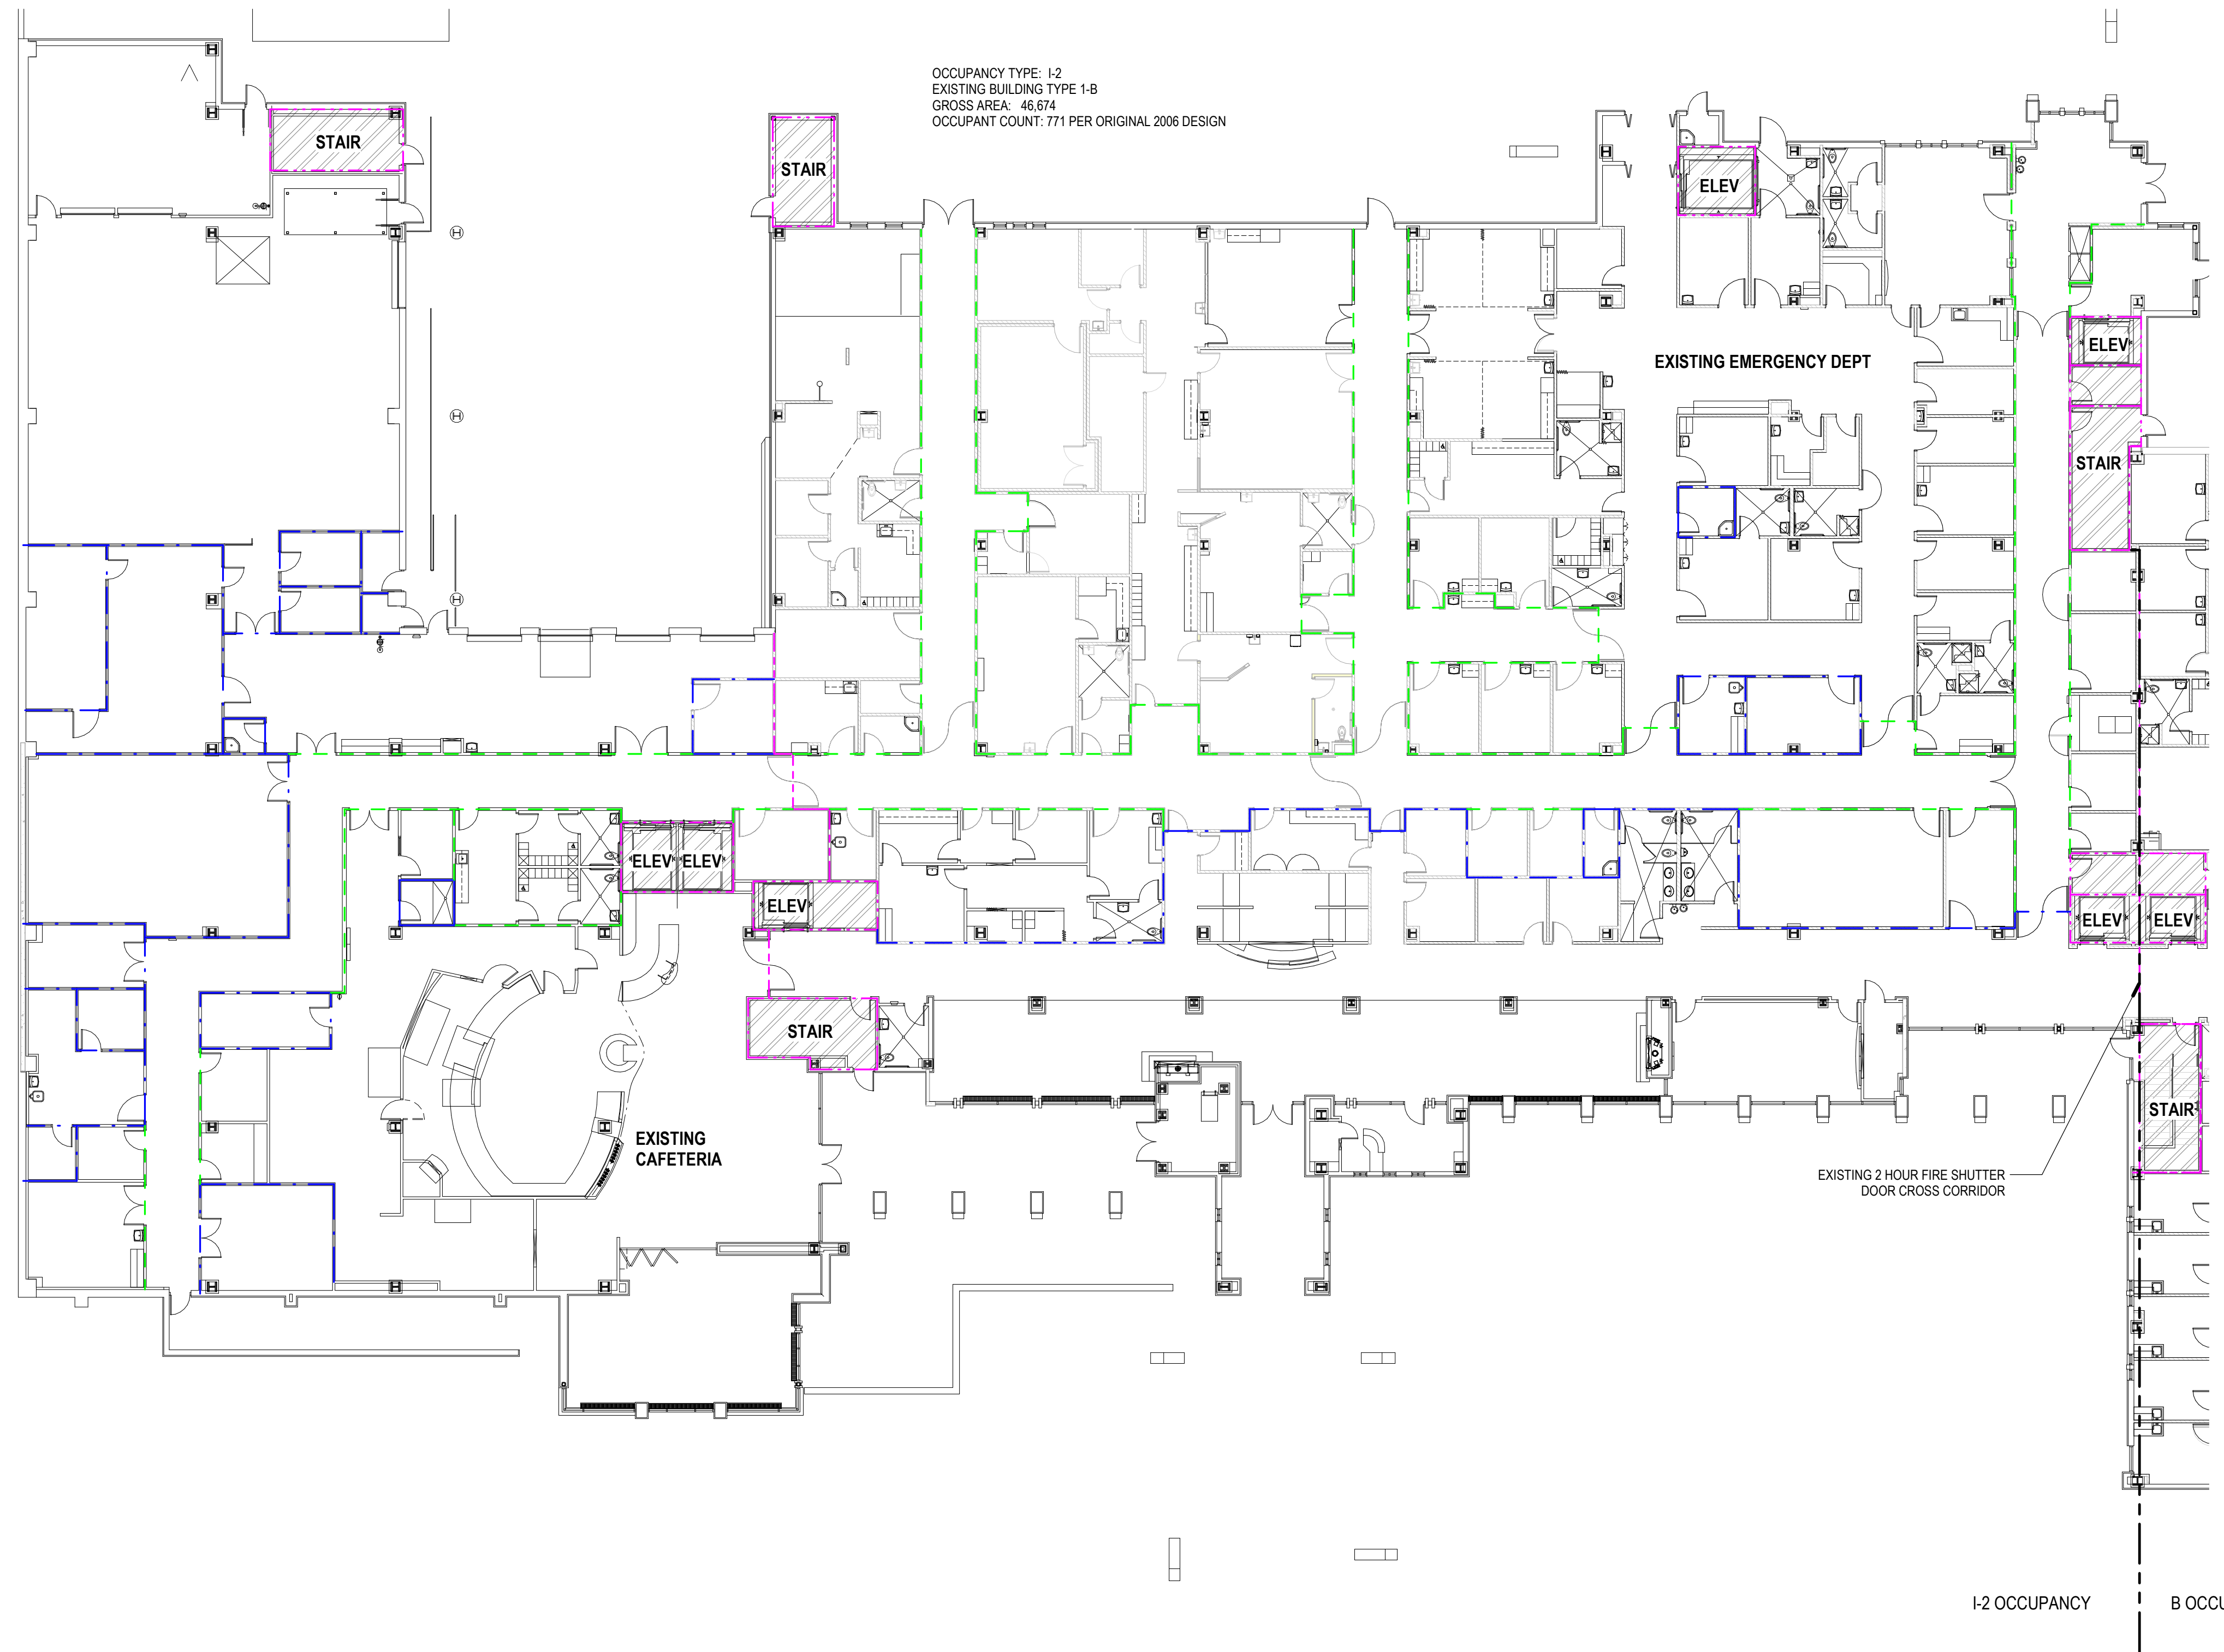 OCCUPANCY TYPE: I-2
EXISTING BUILDING TYPE 1-B
GROSS AREA: 46,674
OCCUPANT COUNT: 771 PER ORIGINAL 2006 DESIGN
STAIR
STAIR
ELEV
ELEV
EXISTING EMERGENCY DEPT
STAIR
ELEV ELEV
ELEV
ELEV ELEV
STAIR
STAIR
EXISTING
CAFETERIA
EXISTING 2 HOUR FIRE SHUTTER
DOOR CROSS CORRIDOR
I-2 OCCUPANCY
B OCCU